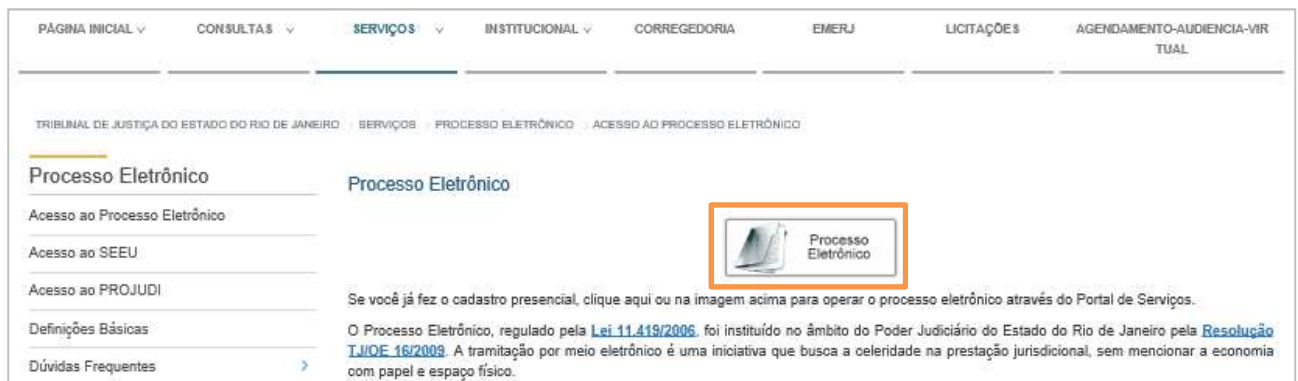 PÁGINA INICIAL
CONSULTAS
SERVIÇOS
INSTITUCIONAL
CORREGEDORIA
EMERJ
LICITAÇÕES
AGENDAMENTO-AUDIENCIA-VIR
TUAL
TRIBUNAL DE JUSTIÇA DO ESTADO DO RIO DE JANEIRO
SERVIÇOS
PROCESSO ELETRÔNICO
ACESSO AO PROCESSO ELETRÔNICO
Processo Eletrônico
Acesso ao Processo Eletrônico
Acesso ao SEEU
Acesso ao PROJUDI
Definições Básicas
Dúvidas Frequentes
Processo Eletrônico
Processo
Eletrônico
Se você já fez o cadastro presencial, clique aqui ou na imagem acima para operar o processo eletrônico através do Portal de Serviços.
O Processo Eletrônico, regulado pela Lei 11.419/2006, foi instituído no âmbito do Poder Judiciário do Estado do Rio de Janeiro pela Resolução
TJ/OE 16/2009. A tramitação por meio eletrônico é uma iniciativa que busca a celeridade na prestação jurisdicional, sem mencionar a economia
com papel e espaço físico.